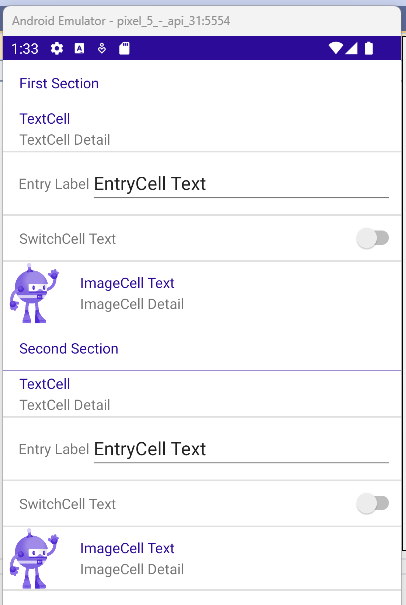 Android Emulator - pixel_5_-_api_31:5554
1:33
First Section
TextCell
TextCell Detail
Entry Label EntryCell Text
SwitchCell Text
ImageCell Text
ImageCell Detail
Second Section
TextCell
TextCell Detail
Entry Label EntryCell Text
SwitchCell Text
ImageCell Text
ImageCell Detail